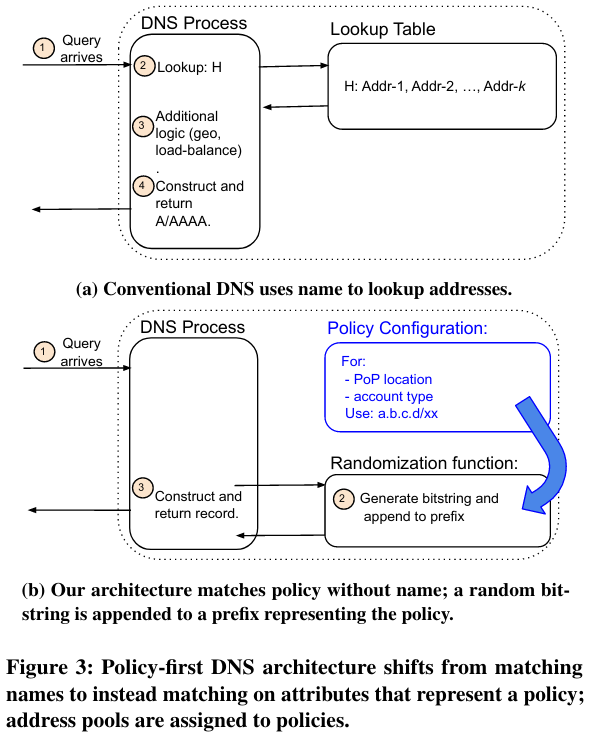 DNS Process
Lookup Table
1 Query
arrives
2 Lookup: H
H: Addr-1, Addr-2, …, Addr-k
3 Additional
logic (geo,
load-balance)
.
4 Construct and
return
A/AAAA.
(a) Conventional DNS uses name to lookup addresses.
DNS Process
Policy Configuration:
1 Query
arrives
For:
- PoP location
- account type
Use: a.b.c.d/xx
Randomization function:
3 Construct and
return record.
2 Generate bitstring and
append to prefix
(b) Our architecture matches policy without name; a random bit-
string is appended to a prefix representing the policy.
Figure 3: Policy-first DNS architecture shifts from matching
names to instead matching on attributes that represent a policy;
address pools are assigned to policies.